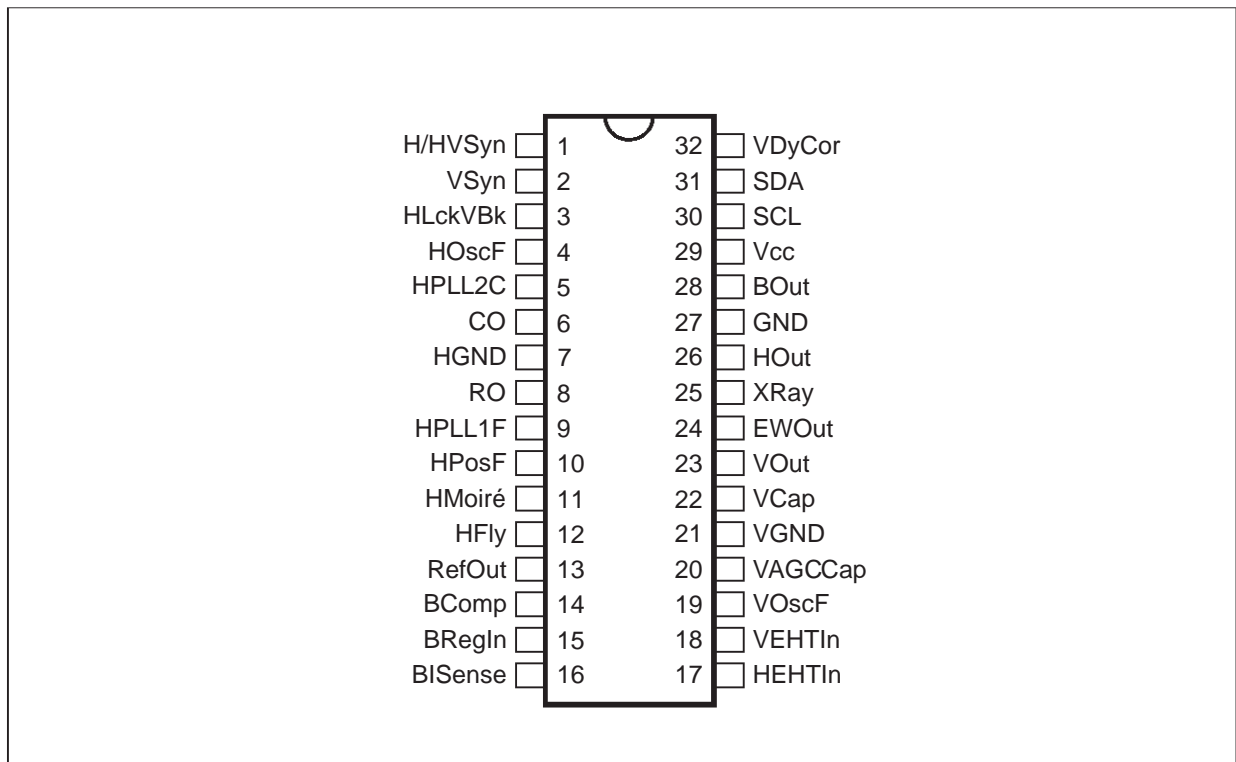 H/HVSyn 1 32 VDyCor
VSyn 2 31 SDA
HLckVBk 3 30 SCL
HOscF 4 29 Vcc
HPLL2C 5 28 BOut
CO 6 27 GND
HGND 7 26 HOut
RO 8 25 XRay
HPLL1F 9 24 EWOut
HPosF 10 23 VOut
HMoiré 11 22 VCap
HFly 12 21 VGND
RefOut 13 20 VAGCCap
BComp 14 19 VOscF
BRegIn 15 18 VEHTIn
BISense 16 17 HEHTIn